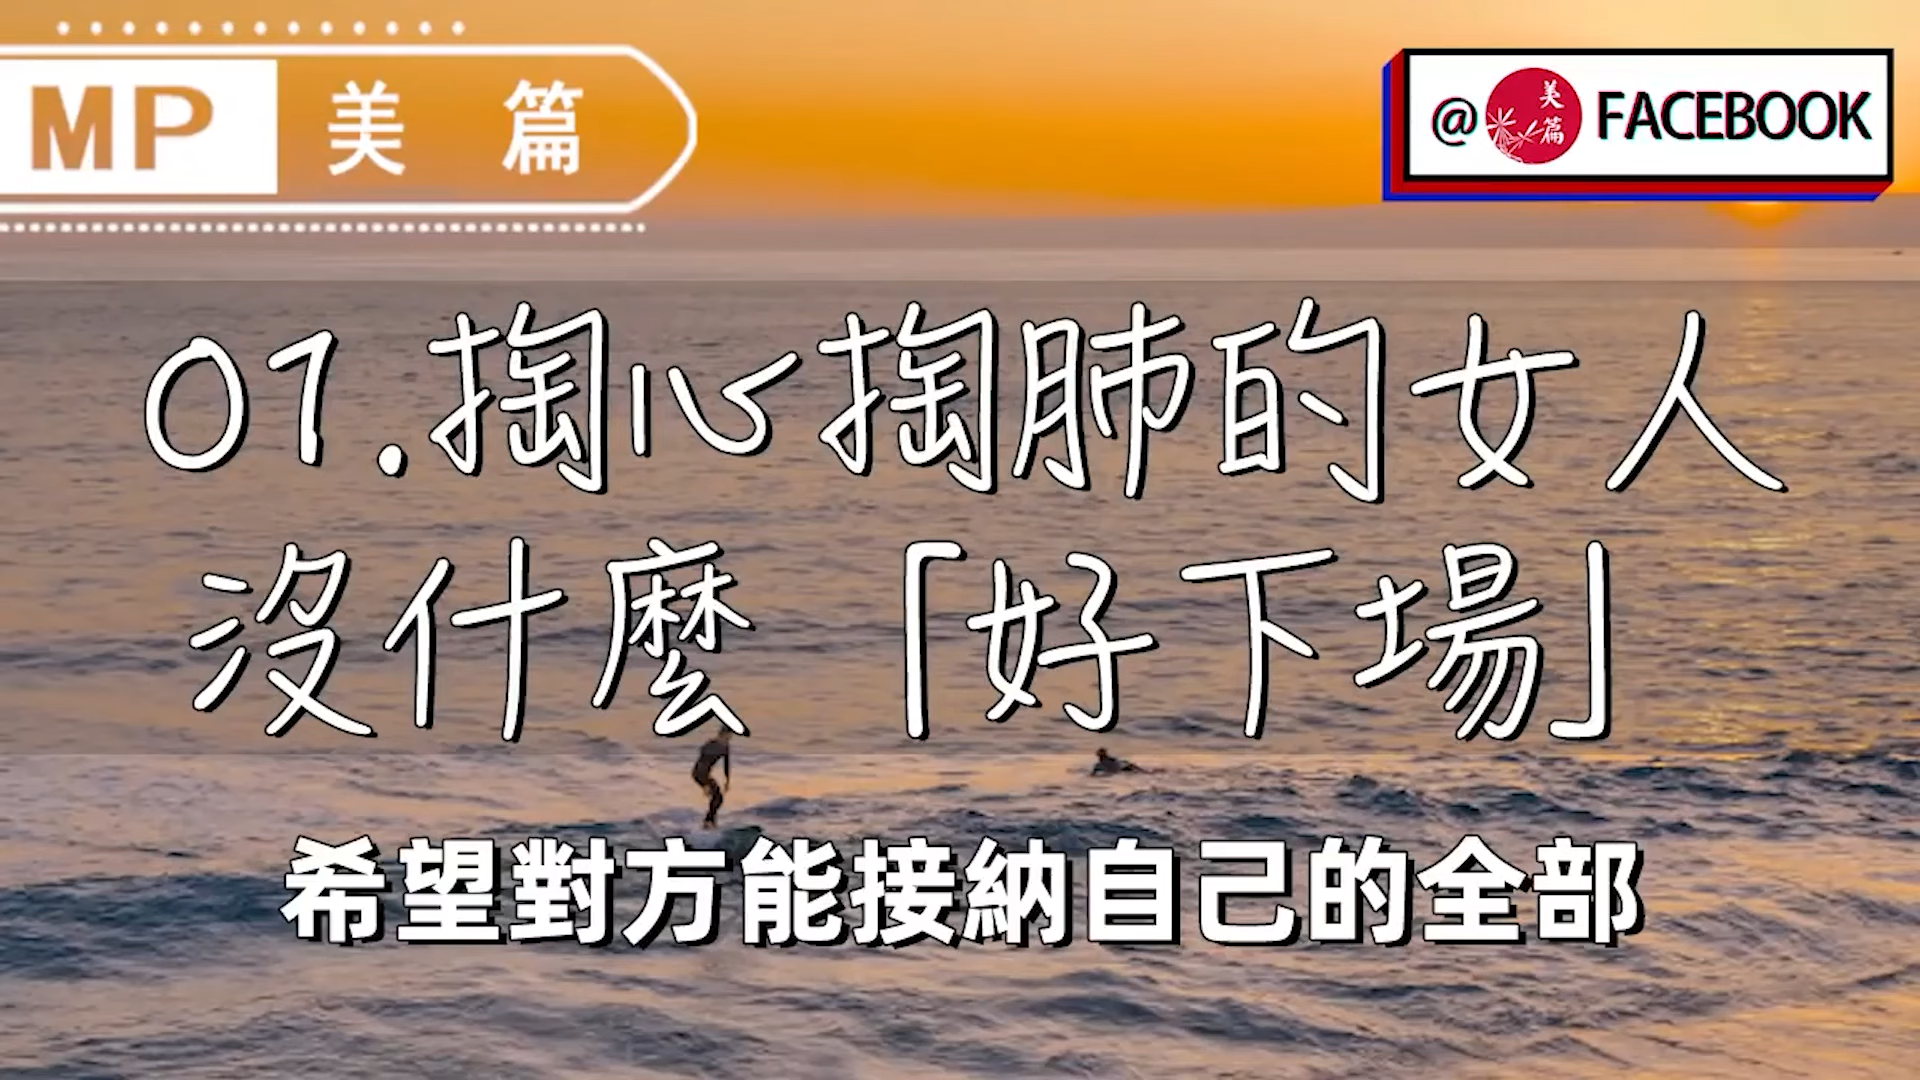 MP 美篇
@ 美篇 FACEBOOK
01.掏心掏肺的女人
沒什麼「好下場」
希望對方能接納自己的全部